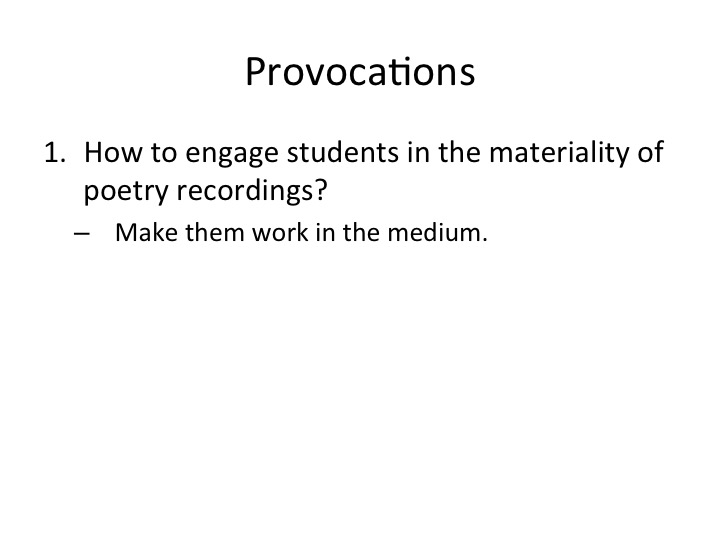 Provocations
1. How to engage students in the materiality of
poetry recordings?
– Make them work in the medium.